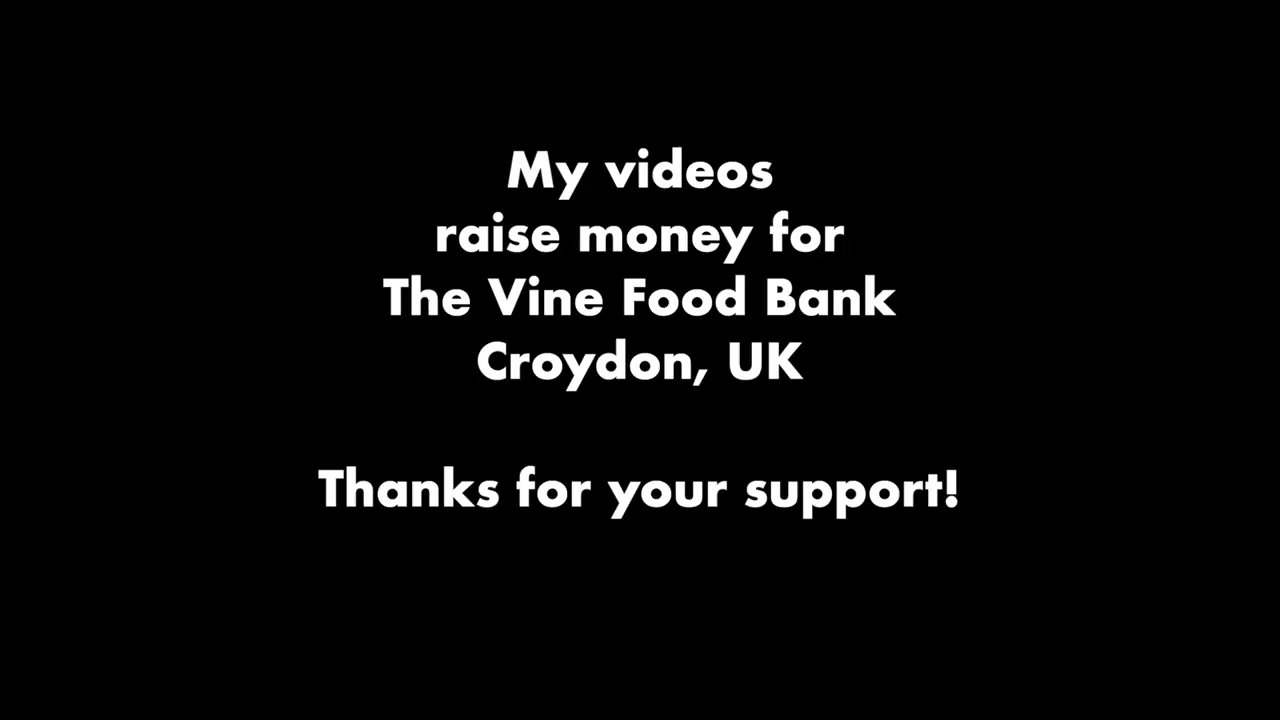 My videos
raise money for
The Vine Food Bank
Croydon, UK
Thanks for your support!